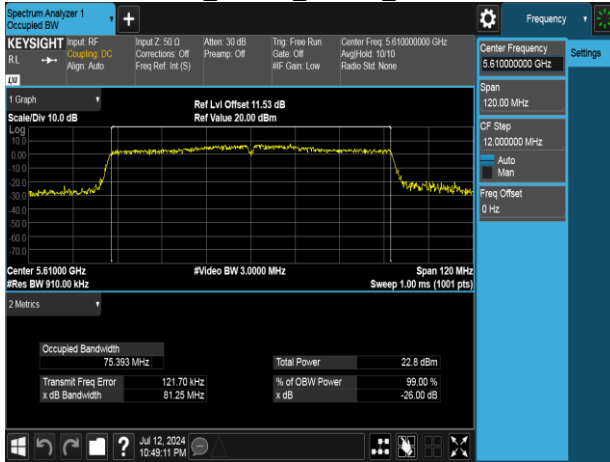 Spectrum Analyzer 1
Occupied BW
Frequency
KEYSIGHT
RL
LXI
Input: RF
Coupling: DC
Align: Auto
Input Z: 50 Ω
Corrections: Off
Freq Ref: Int (S)
Atten: 30 dB
Preamp: Off
Trig: Free Run
Gate: Off
#IF Gain: Low
Center Freq: 5.610000000 GHz
Avg|Hold: 10/10
Radio Std: None
Center Frequency
5.610000000 GHz
Settings
Span
120.00 MHz
CF Step
12.000000 MHz
Auto
Man
Freq Offset
0 Hz
1 Graph
Scale/Div 10.0 dB
Ref Lvl Offset 11.53 dB
Ref Value 20.00 dBm
Log
10.0
0.00
-10.0
-20.0
-30.0
-40.0
-50.0
-60.0
-70.0
Center 5.61000 GHz
#Video BW 3.0000 MHz
Span 120 MHz
#Res BW 910.00 kHz
Sweep 1.00 ms (1001 pts)
2 Metrics
Occupied Bandwidth
75.393 MHz
Total Power 22.8 dBm
Transmit Freq Error 121.70 kHz
% of OBW Power 99.00 %
x dB Bandwidth 81.25 MHz
x dB -26.00 dB
?
Jul 12, 2024
10:49:11 PM